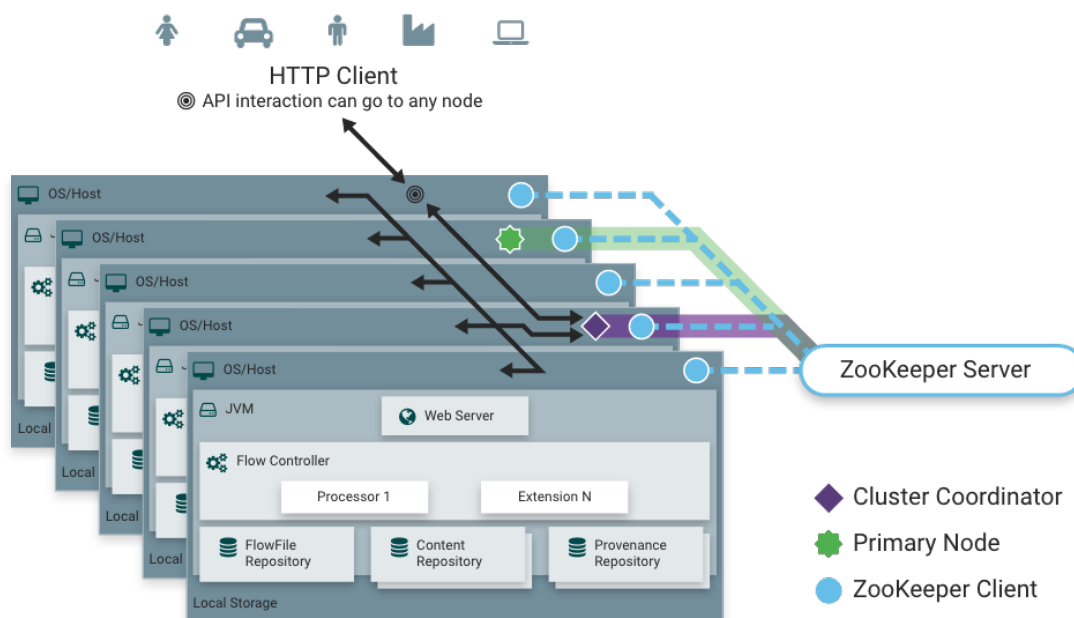 HTTP Client
API interaction can go to any node
OS/Host
OS/Host
OS/Host
OS/Host
OS/Host
ZooKeeper Server
JVM
Web Server
Flow Controller
Processor 1
Extension N
FlowFile
Repository
Content
Repository
Provenance
Repository
Local
Local
Local
Local
Local Storage
Cluster Coordinator
Primary Node
ZooKeeper Client